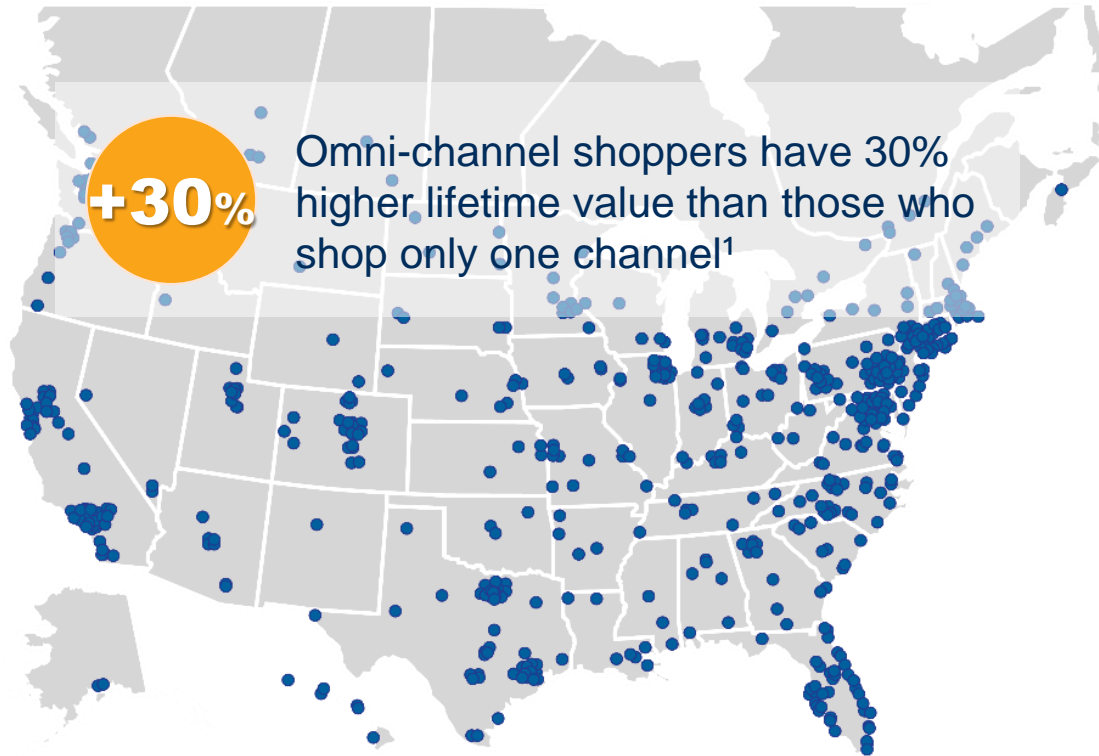 +30%
Omni-channel shoppers have 30%
higher lifetime value than those who
shop only one channel¹